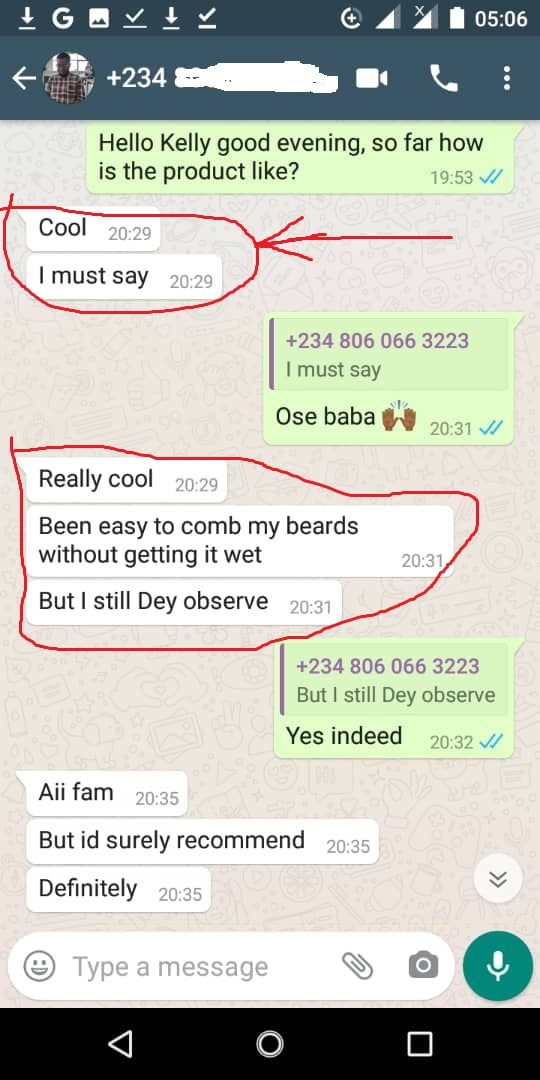 05:06
+234
Hello Kelly good evening, so far how
is the product like?
19:53
Cool 20:29
I must say 20:29
+234 806 066 3223
I must say
Ose baba 🙌🏾 20:31
Really cool 20:29
Been easy to comb my beards
without getting it wet
20:31
But I still Dey observe 20:31
+234 806 066 3223
But I still Dey observe
Yes indeed 20:32
Aii fam 20:35
But id surely recommend 20:35
Definitely 20:35
Type a message